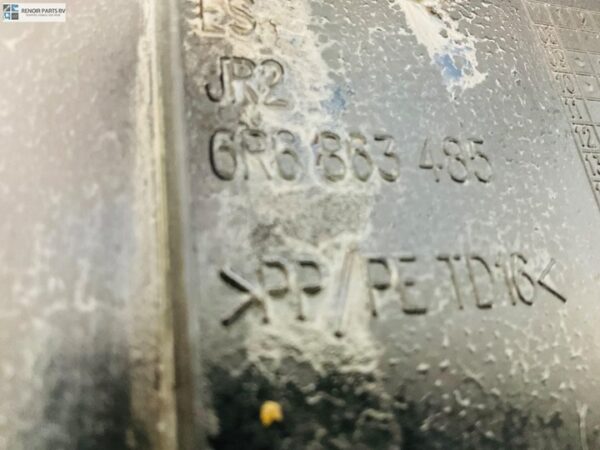 RENOIR PARTS BV
JR2
6R6 863 485
>PP/PE TD16<